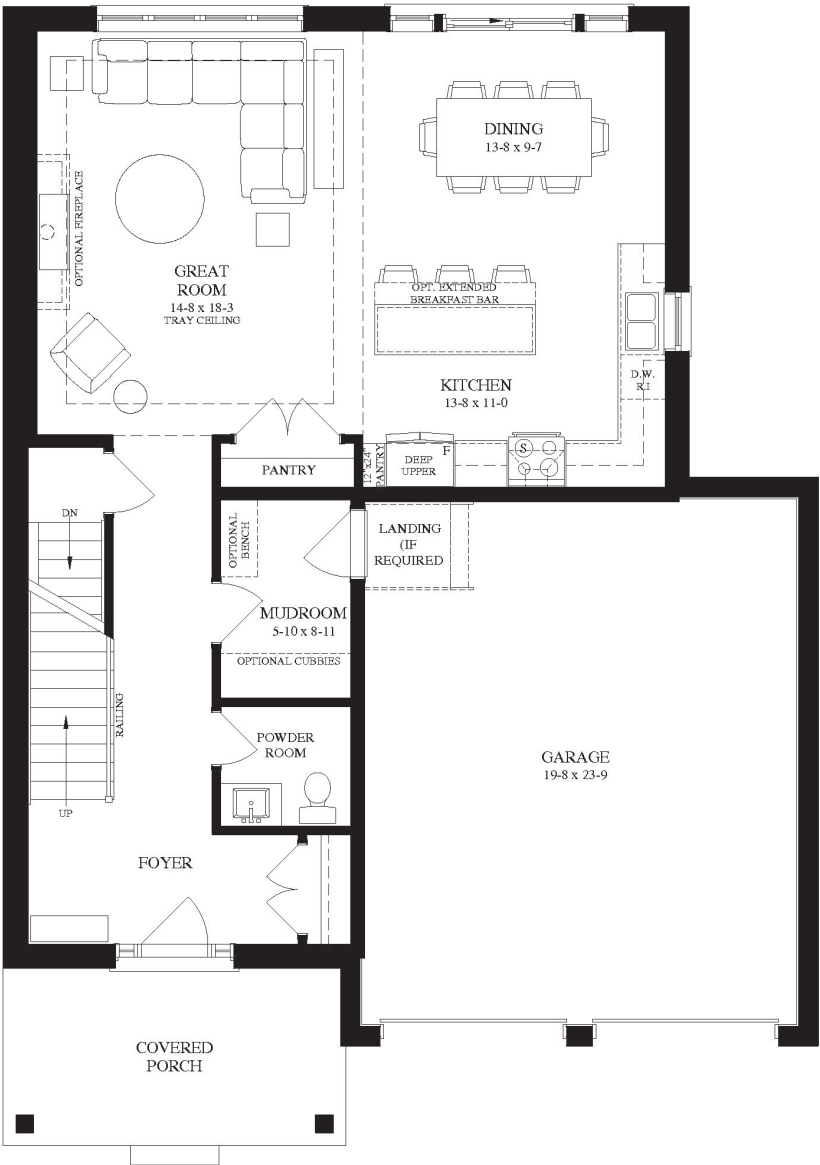 DINING
13-8 x 9-7
OPTIONAL FIREPLACE
GREAT
ROOM
14-8 x 18-3
TRAY CEILING
OPT. EXTENDED
BREAKFAST BAR
D.W.
R.I
KITCHEN
13-8 x 11-0
PANTRY
12"x24"
PANTRY
DEEP
UPPER
F
S
DN
OPTIONAL
BENCH
LANDING
(IF
REQUIRED
MUDROOM
5-10 x 8-11
OPTIONAL CUBBIES
RAILING
UP
POWDER
ROOM
GARAGE
19-8 x 23-9
FOYER
COVERED
PORCH